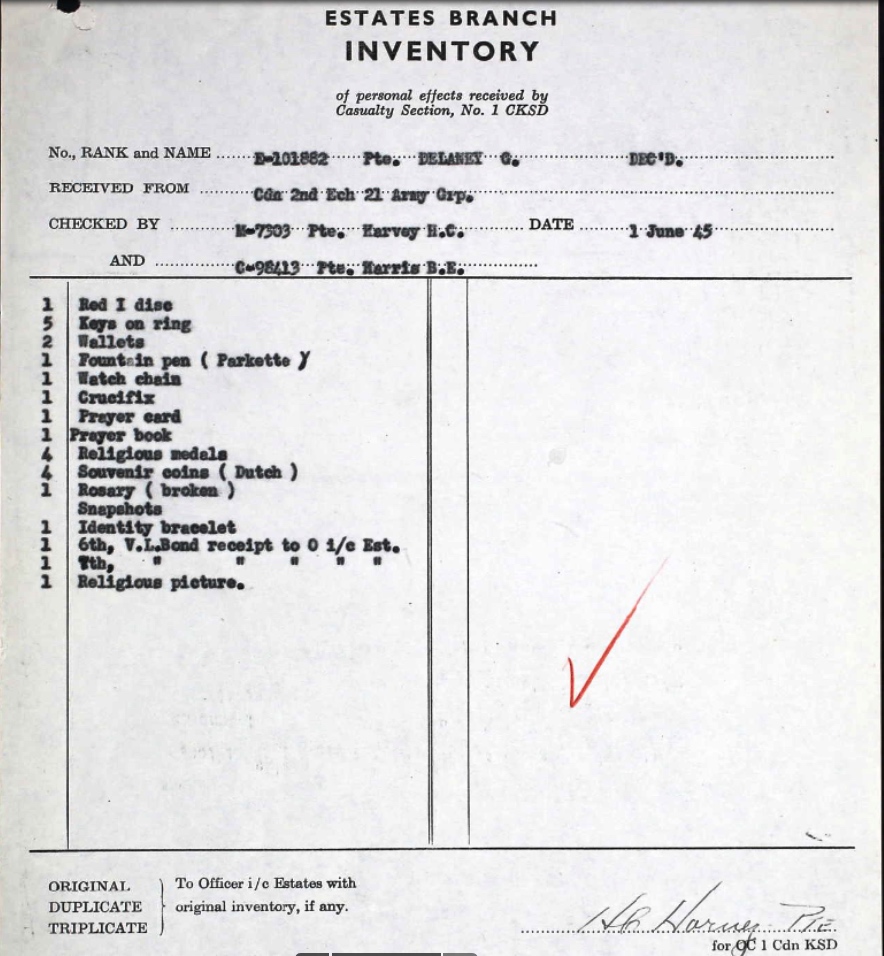 ESTATES BRANCH
INVENTORY
of personal effects received by
Casualty Section, No. 1 CKSD
No., RANK and NAME ..... E-101882 Pte. DELANEY G. DEC'D.
RECEIVED FROM ..... Cdn 2nd Ech 21 Army Grp.
CHECKED BY ..... K-7303 Pte. Harvey H.C. DATE ..... 1 June 45
AND ..... C-98413 Pte. Harris B.E.
1 Red I disc
5 Keys on ring
2 Wallets
1 Fountain pen ( Parkette )
1 Watch chain
1 Crucifix
1 Prayer card
1 Prayer book
4 Religious medals
4 Souvenir coins ( Dutch )
1 Rosary ( broken )
Snapshots
1 Identity bracelet
1 6th, V.L.Bond receipt to O i/c Est.
1 7th, " " " " "
1 Religious picture.
ORIGINAL
DUPLICATE
TRIPLICATE
To Officer i/c Estates with
original inventory, if any.
HC Harvey Pte
for OC 1 Cdn KSD